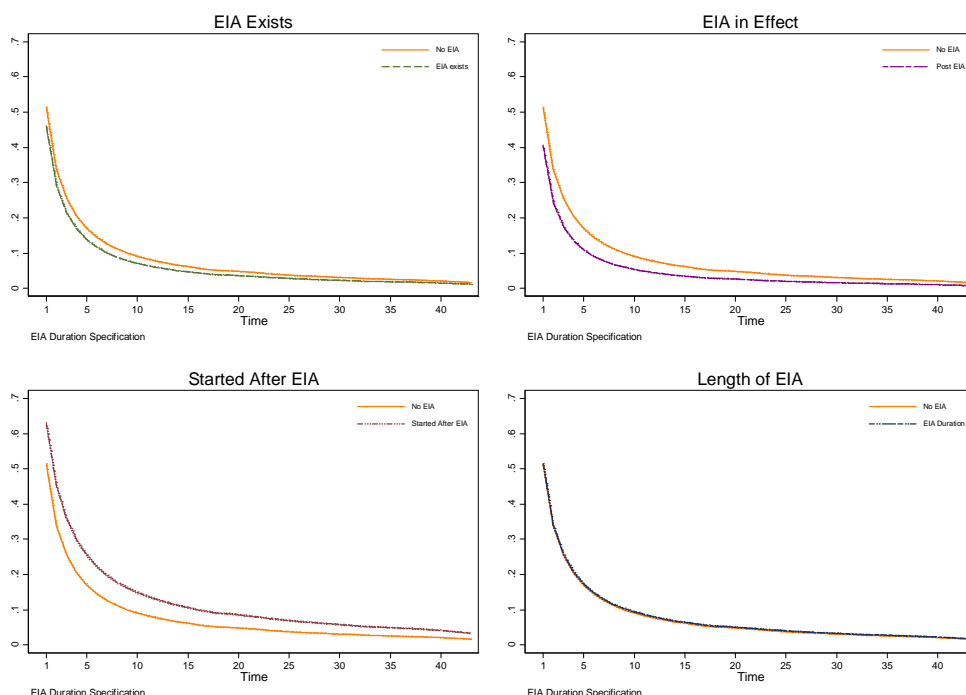 EIA Exists
.7
.6
.5
.4
.3
.2
.1
0
No EIA
EIA exists
1 5 10 15 20 25 30 35 40
Time
EIA Duration Specification
EIA in Effect
.7
.6
.5
.4
.3
.2
.1
0
No EIA
Post EIA
1 5 10 15 20 25 30 35 40
Time
EIA Duration Specification
Started After EIA
.7
.6
.5
.4
.3
.2
.1
0
No EIA
Started After EIA
1 5 10 15 20 25 30 35 40
Time
EIA Duration Specification
Length of EIA
.7
.6
.5
.4
.3
.2
.1
0
No EIA
EIA Duration
1 5 10 15 20 25 30 35 40
Time
EIA Duration Specification